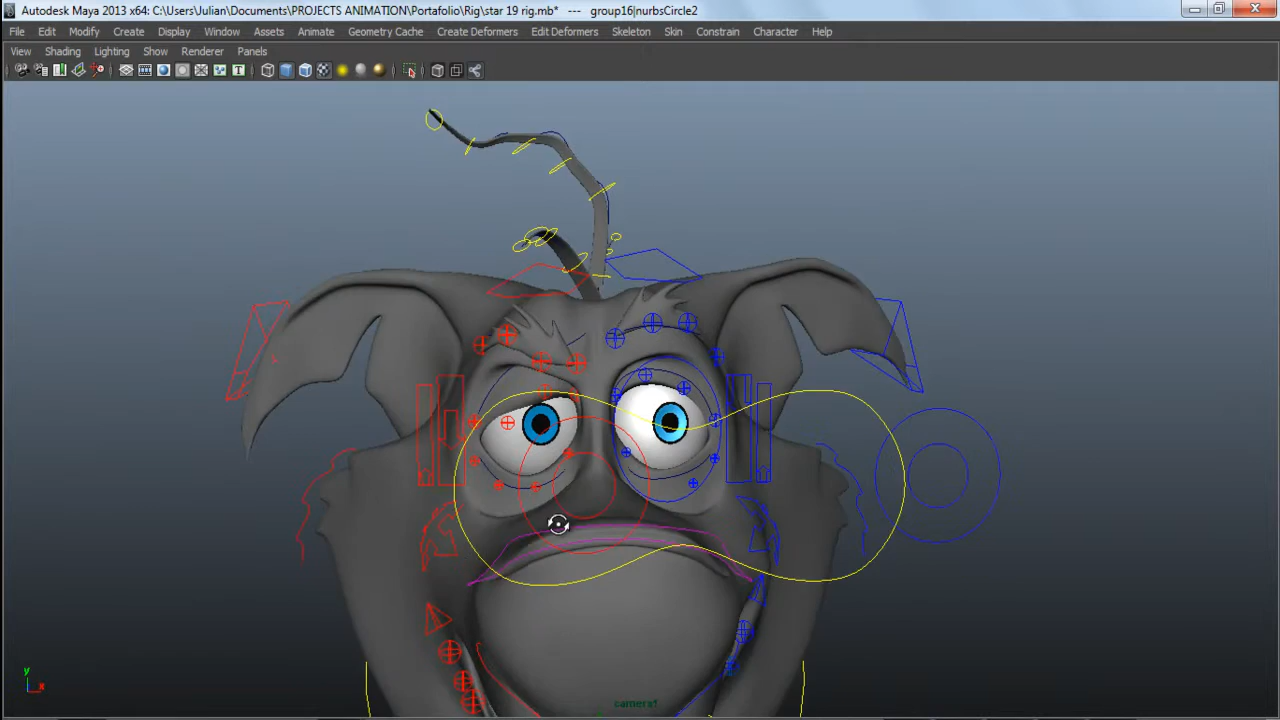 Autodesk Maya 2013 x64: C:\Users\Julian\Documents\PROJECTS ANIMATION\Portafolio\Rig\star 19 rig.mb* --- group16|nurbsCircle2
File Edit Modify Create Display Window Assets Animate Geometry Cache Create Deformers Edit Deformers Skeleton Skin Constrain Character Help
View Shading Lighting Show Renderer Panels
T
y
x
camera1